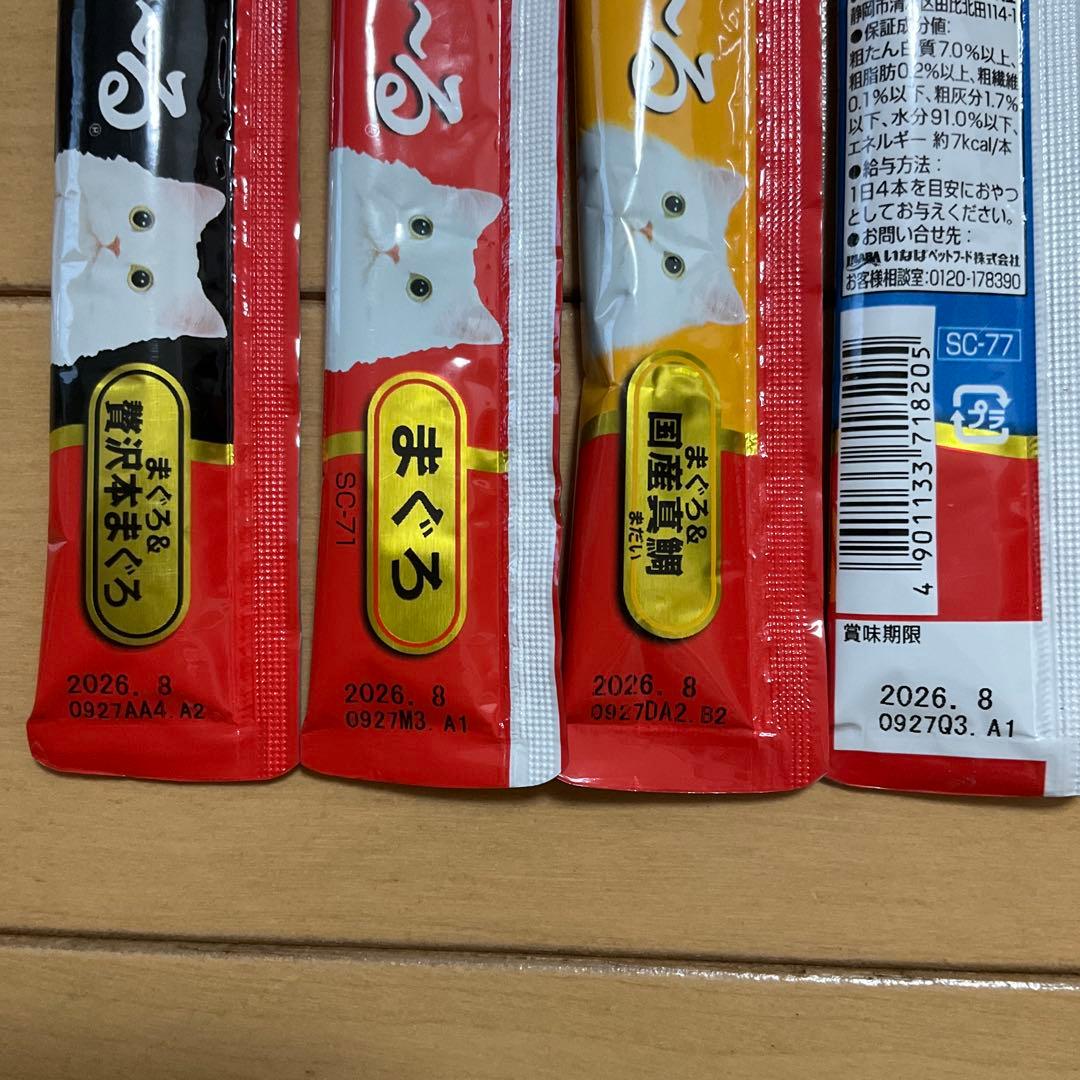 ～る
®
まぐろ&
贅沢本まぐろ
2026. 8
0927AA4. A2
～る
®
まぐろ
SC-71
2026. 8
0927M3. A1
～る
まぐろ&
国産真鯛
まだい
2026. 8
0927DA2. B2
静岡市清水区由比北田114-1
●保証成分値:
粗たん白質7.0%以上、
粗脂肪0.2%以上、粗繊維
0.1%以下、粗灰分1.7%
以下、水分91.0%以下、
エネルギー 約7kcal/本
●給与方法:
1日4本を目安におやつ
としてお与えください。
●お問い合せ先:
INABA いなばペットフード株式会社
お客様相談室:0120-178390
SC-77
プラ
4 901133 718205
賞味期限
2026. 8
0927Q3. A1